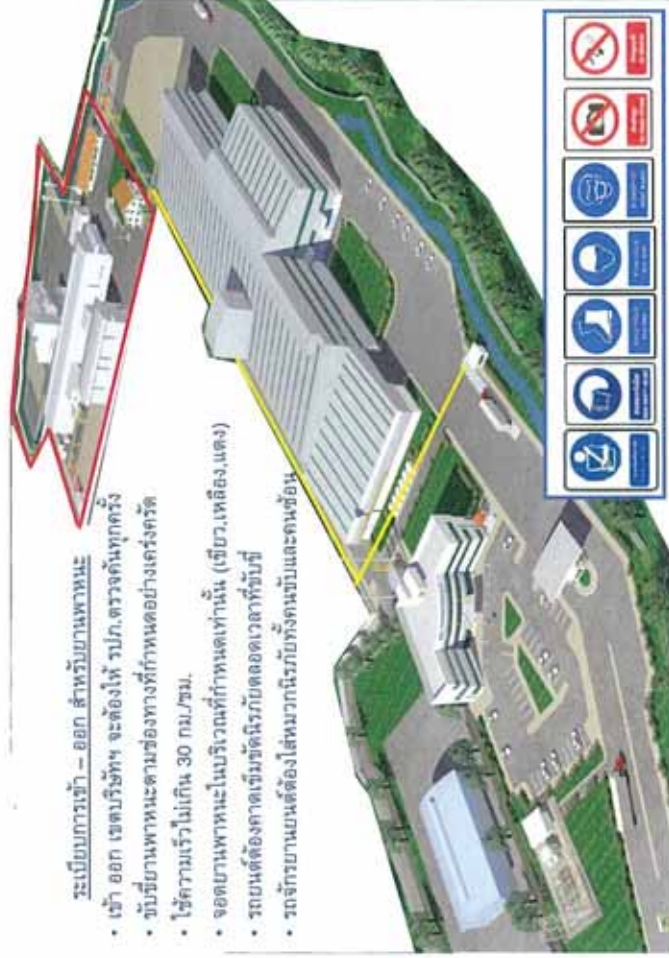 ระเบียบการเข้า – ออก สำหรับยานพาหนะ
• เข้า ออก เขตบริษัทฯ จะต้องให้ รปภ.ตรวจค้นทุกครั้ง
• ขับขี่ยานพาหนะตามช่องทางที่กำหนดอย่างเคร่งครัด
• ใช้ความเร็วไม่เกิน 30 กม./ชม.
• จอดยานพาหนะในบริเวณที่กำหนดเท่านั้น (เขียว,เหลือง,แดง)
• รถยนต์ต้องคาดเข็มขัดนิรภัยตลอดเวลาที่ขับขี่
• รถจักรยานยนต์ต้องใส่หมวกนิรภัยทั้งคนขับและคนซ้อน